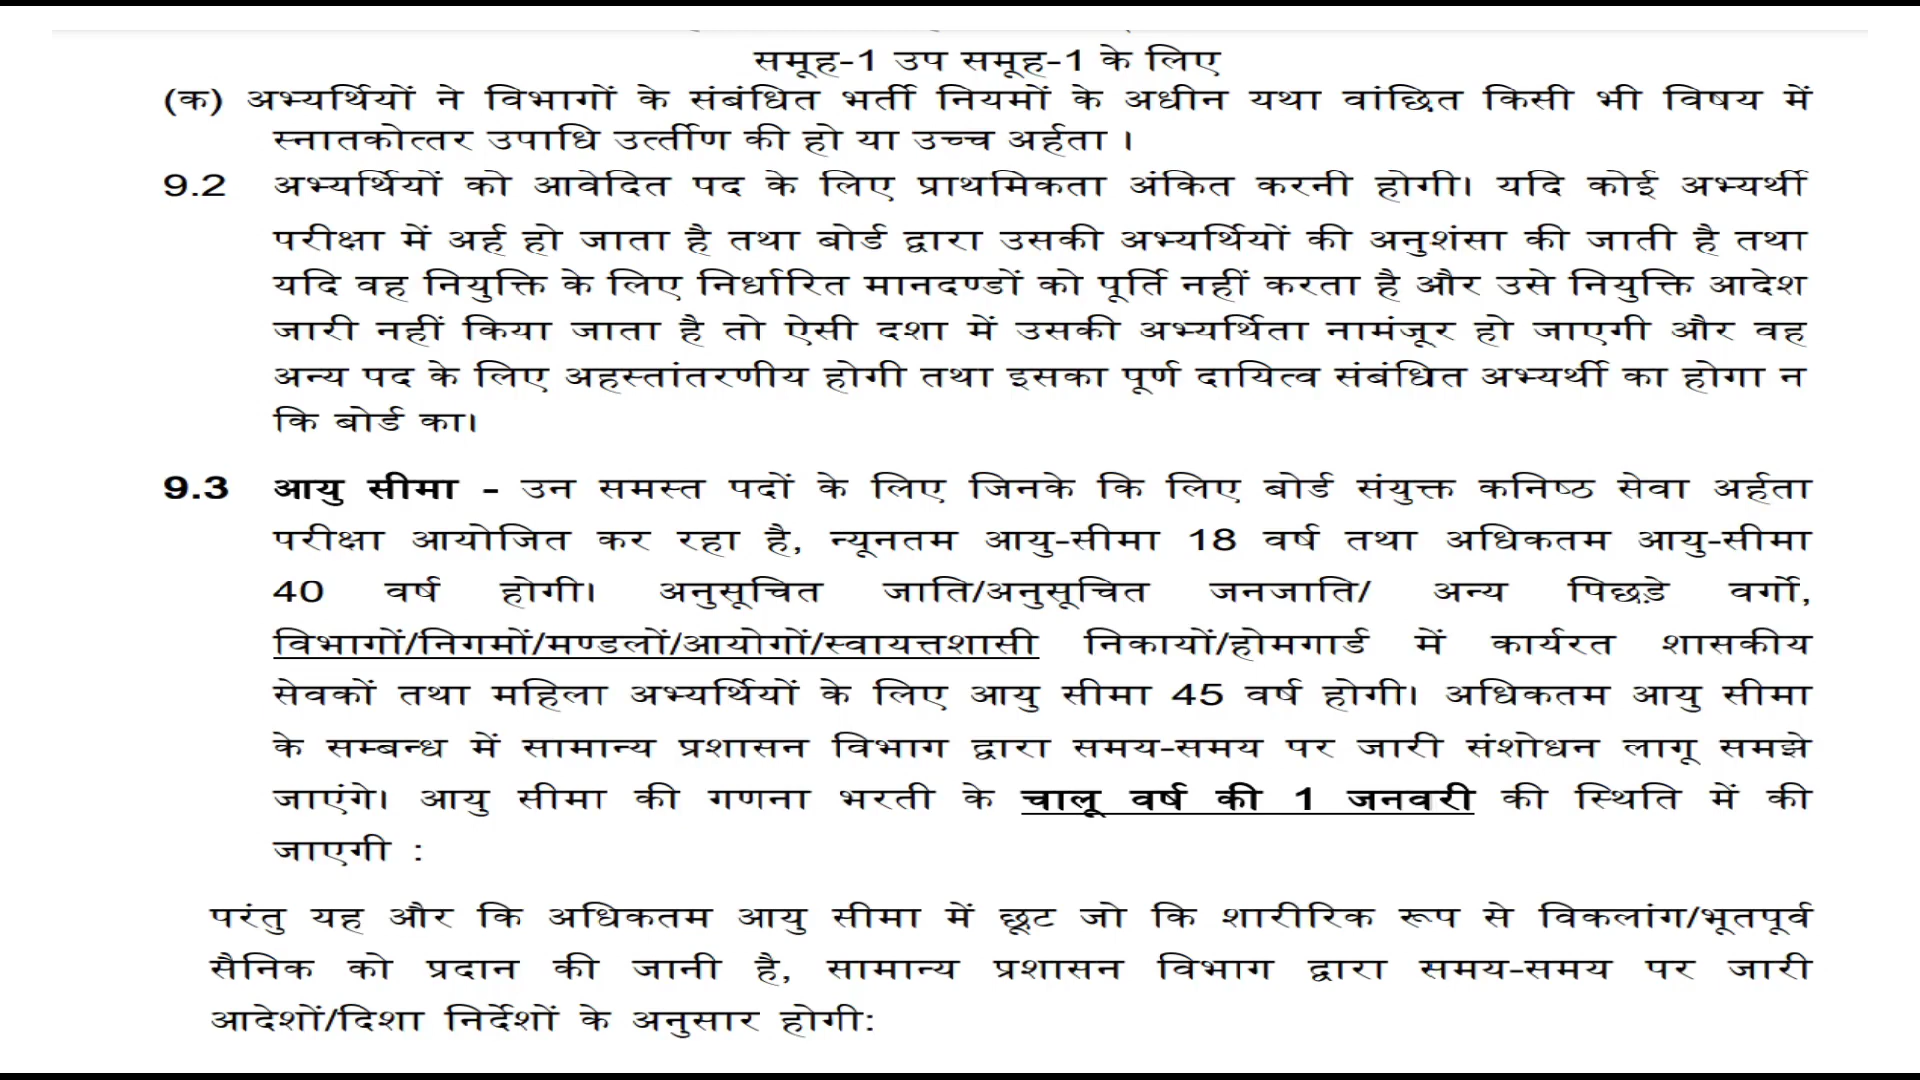 समूह-1 उप समूह-1 के लिए
(क) अभ्यर्थियों ने विभागों के संबंधित भर्ती नियमों के अधीन यथा वांछित किसी भी विषय में
स्नातकोत्तर उपाधि उर्त्तीण की हो या उच्च अर्हता ।
9.2 अभ्यर्थियों को आवेदित पद के लिए प्राथमिकता अंकित करनी होगी। यदि कोई अभ्यर्थी
परीक्षा में अर्ह हो जाता है तथा बोर्ड द्वारा उसकी अभ्यर्थियों की अनुशंसा की जाती है तथा
यदि वह नियुक्ति के लिए निर्धारित मानदण्डों को पूर्ति नहीं करता है और उसे नियुक्ति आदेश
जारी नहीं किया जाता है तो ऐसी दशा में उसकी अभ्यर्थिता नामंजूर हो जाएगी और वह
अन्य पद के लिए अहस्तांतरणीय होगी तथा इसका पूर्ण दायित्व संबंधित अभ्यर्थी का होगा न
कि बोर्ड का।
9.3 आयु सीमा - उन समस्त पदों के लिए जिनके कि लिए बोर्ड संयुक्त कनिष्ठ सेवा अर्हता
परीक्षा आयोजित कर रहा है, न्यूनतम आयु-सीमा 18 वर्ष तथा अधिकतम आयु-सीमा
40 वर्ष होगी। अनुसूचित जाति/अनुसूचित जनजाति/ अन्य पिछड़े वर्गो,
विभागों/निगमों/मण्डलों/आयोगों/स्वायत्तशासी निकायों/होमगार्ड में कार्यरत शासकीय
सेवकों तथा महिला अभ्यर्थियों के लिए आयु सीमा 45 वर्ष होगी। अधिकतम आयु सीमा
के सम्बन्ध में सामान्य प्रशासन विभाग द्वारा समय-समय पर जारी संशोधन लागू समझे
जाएंगे। आयु सीमा की गणना भरती के चालू वर्ष की 1 जनवरी की स्थिति में की
जाएगी :
परंतु यह और कि अधिकतम आयु सीमा में छूट जो कि शारीरिक रूप से विकलांग/भूतपूर्व
सैनिक को प्रदान की जानी है, सामान्य प्रशासन विभाग द्वारा समय-समय पर जारी
आदेशों/दिशा निर्देशों के अनुसार होगी: